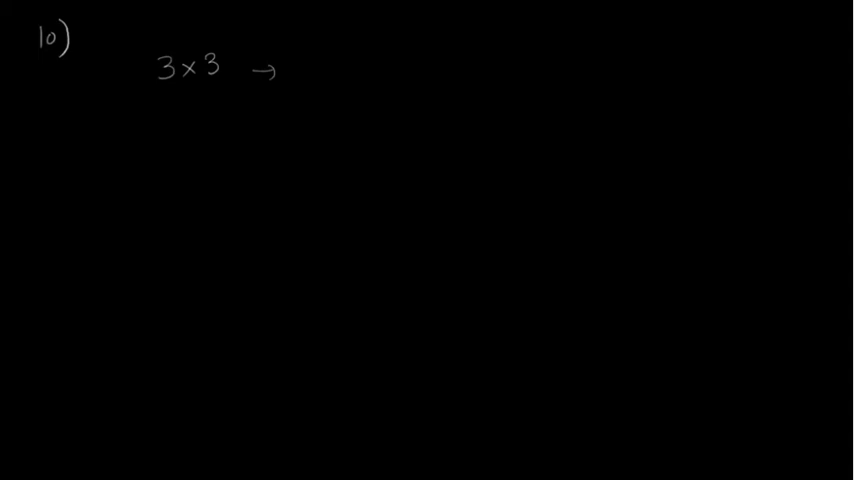 10)
3 × 3 →